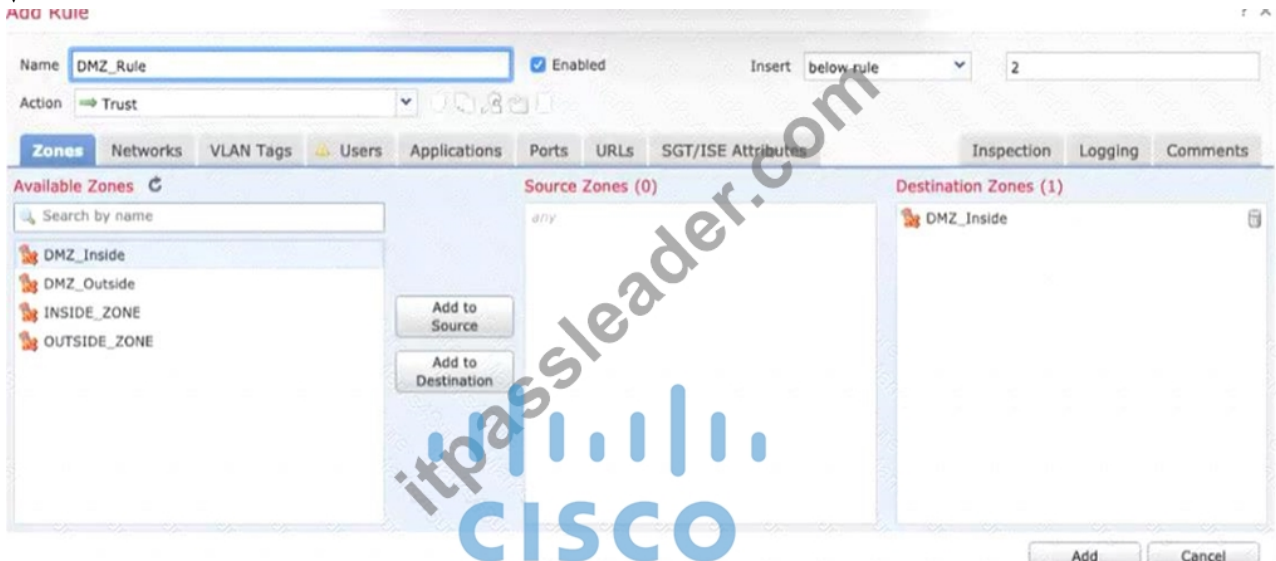 Add Rule
? ×
Name DMZ_Rule Enabled Insert below rule 2
Action Trust
Zones Networks VLAN Tags Users Applications Ports URLs SGT/ISE Attributes Inspection Logging Comments
Available Zones Source Zones (0) Destination Zones (1)
Search by name any DMZ_Inside
DMZ_Inside
DMZ_Outside
INSIDE_ZONE
OUTSIDE_ZONE
Add to
Source
Add to
Destination
itpassleader.com
CISCO
Add Cancel